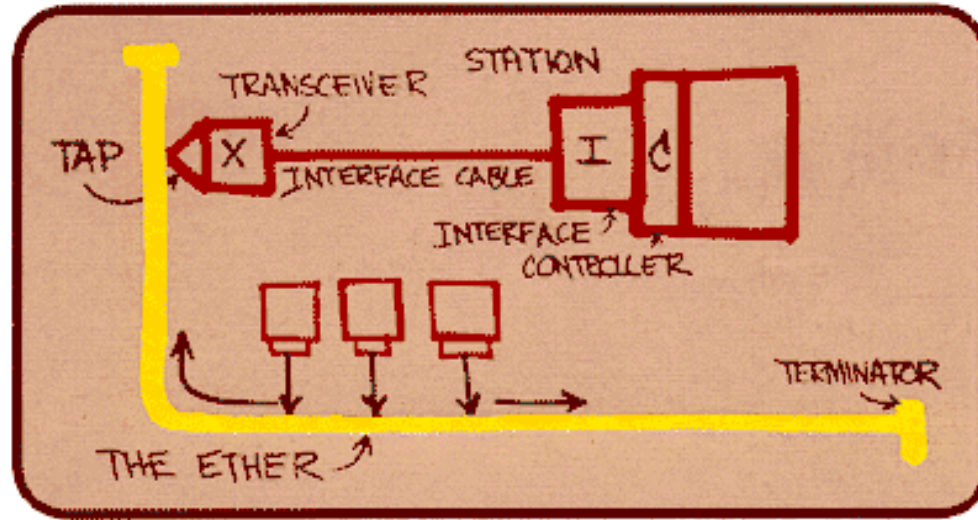 STATION
TRANSCEIVER
TAP
X
I
C
INTERFACE CABLE
INTERFACE
CONTROLLER
TERMINATOR
THE ETHER